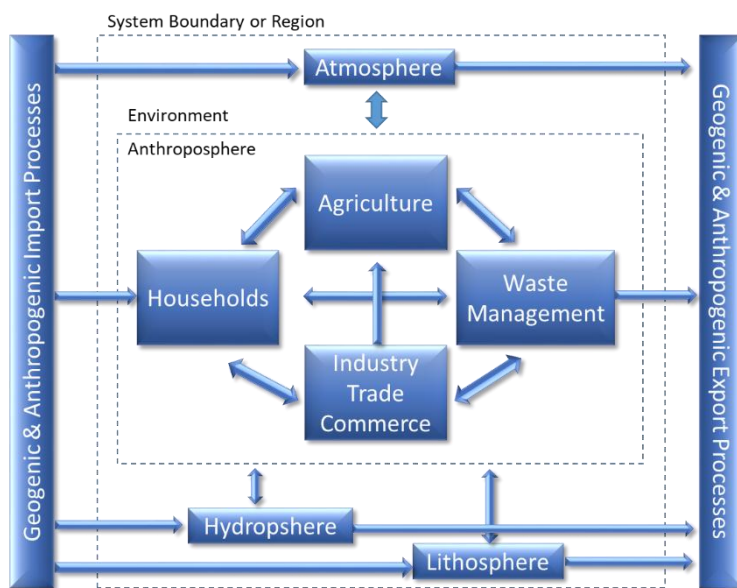 System Boundary or Region
Geogenic & Anthropogenic Import Processes
Atmosphere
Geogenic & Anthropogenic Export Processes
Environment
Anthroposphere
Agriculture
Households
Waste
Management
Industry
Trade
Commerce
Hydropshere
Lithosphere